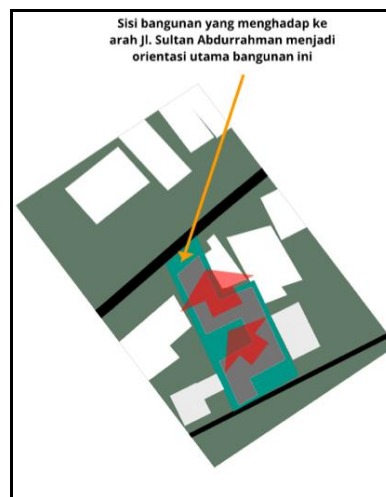 Sisi bangunan yang menghadap ke
arah Jl. Sultan Abdurrahman menjadi
orientasi utama bangunan ini